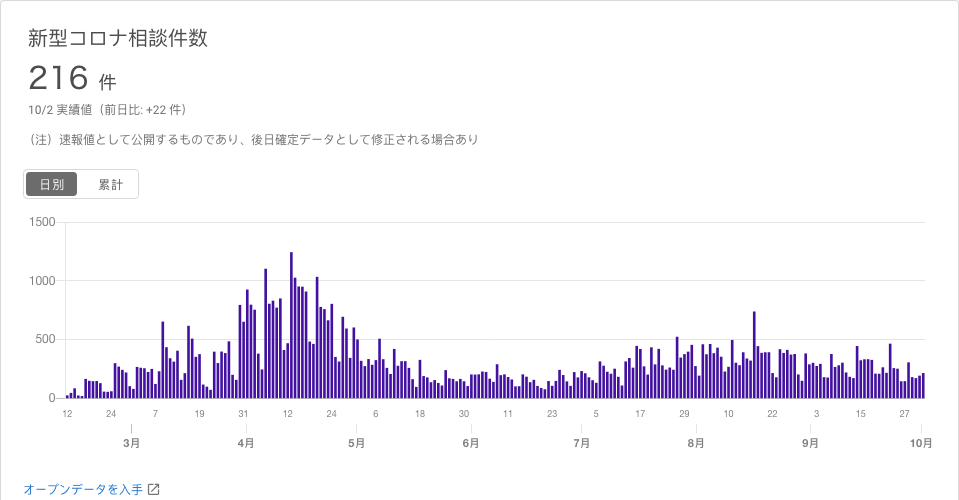 新型コロナ相談件数
216 件
10/2 実績値（前日比: +22 件）
（注）速報値として公開するものであり、後日確定データとして修正される場合あり
日別 累計
1500
1000
500
0
12 24 7 19 31 12 24 6 18 30 11 23 5 17 29 10 22 3 15 27
3月 4月 5月 6月 7月 8月 9月 10月
オープンデータを入手